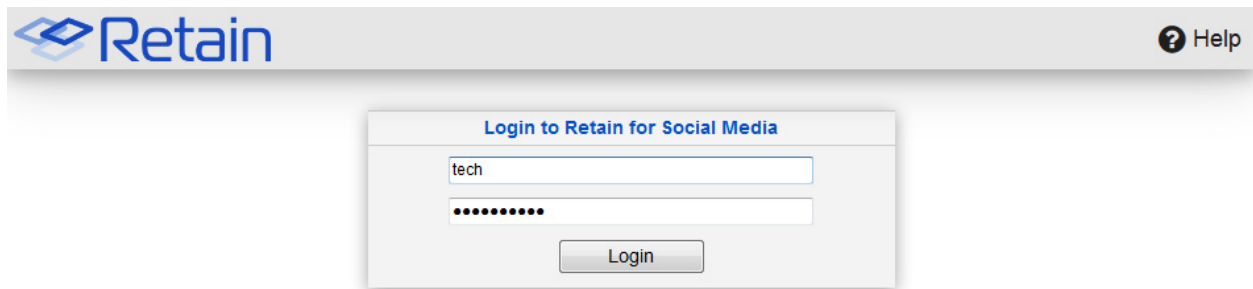 Retain
Help
Login to Retain for Social Media
tech
••••••••••
Login